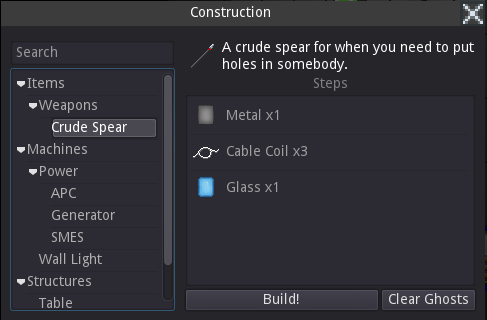 Construction
Search
Items
Weapons
Crude Spear
Machines
Power
APC
Generator
SMES
Wall Light
Structures
Table
A crude spear for when you need to put
holes in somebody.
Steps
Metal x1
Cable Coil x3
Glass x1
Build!
Clear Ghosts